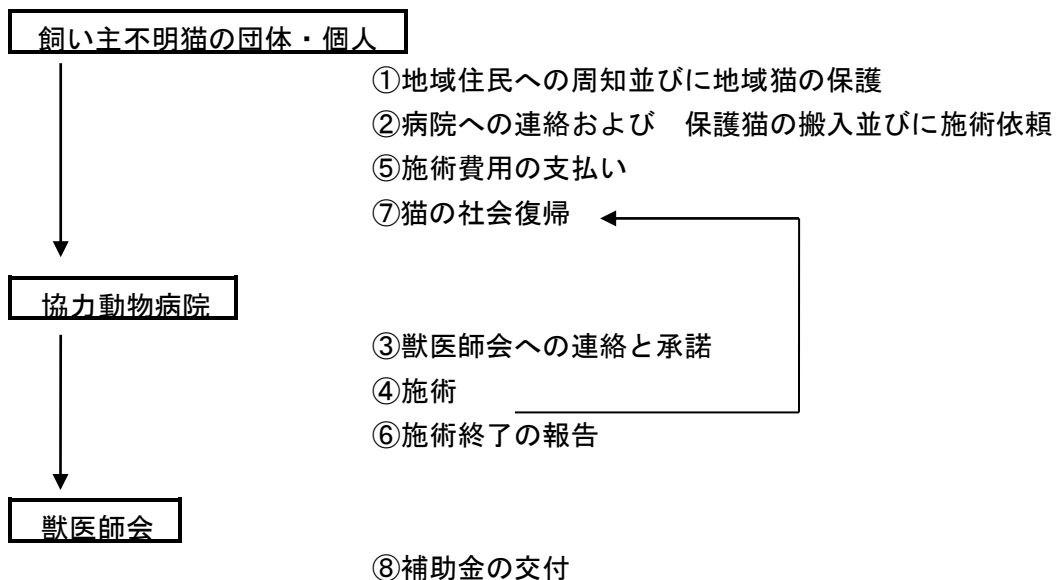 飼い主不明猫の団体・個人
①地域住民への周知並びに地域猫の保護
②病院への連絡および　保護猫の搬入並びに施術依頼
⑤施術費用の支払い
⑦猫の社会復帰
協力動物病院
③獣医師会への連絡と承諾
④施術
⑥施術終了の報告
獣医師会
⑧補助金の交付